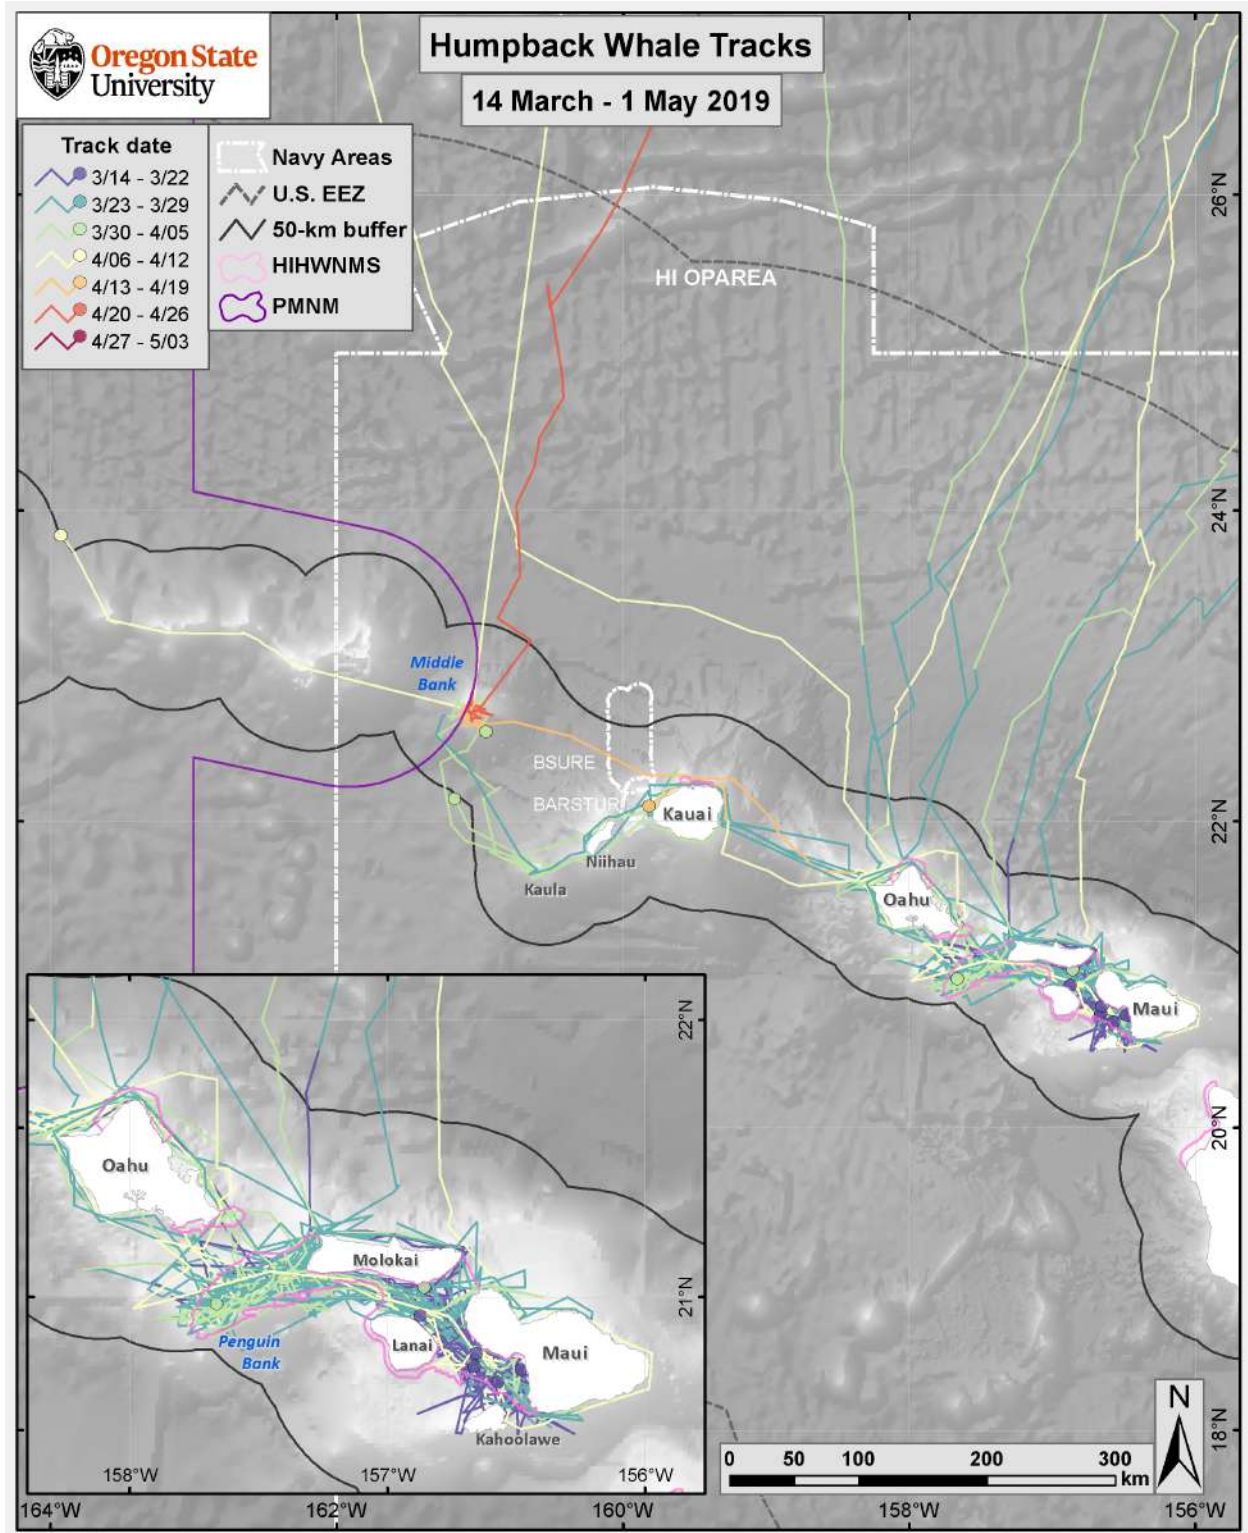 Oregon State
University
Humpback Whale Tracks
14 March - 1 May 2019
Track date
3/14 - 3/22
3/23 - 3/29
3/30 - 4/05
4/06 - 4/12
4/13 - 4/19
4/20 - 4/26
4/27 - 5/03
Navy Areas
U.S. EEZ
50-km buffer
HIHWNMS
PMNM
26°N
HI OPAREA
24°N
Middle
Bank
BSURE
BARSTUR
Kauai
22°N
Niihau
Kaula
Oahu
Maui
20°N
22°N
Oahu
Molokai
21°N
Penguin
Bank
Lanai
Maui
Kahoolawe
158°W
157°W
156°W
N
18°N
0
50
100
200
300
km
164°W
162°W
160°W
158°W
156°W